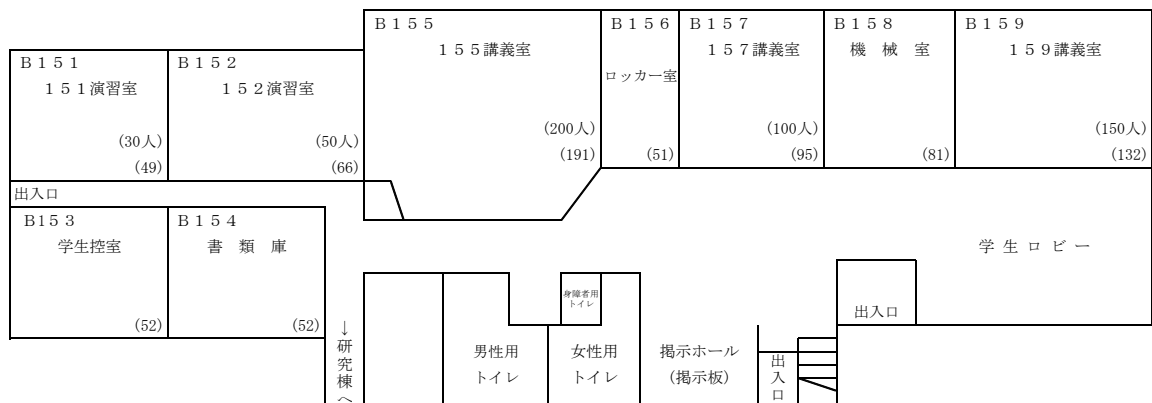 Ｂ１５１
１５１演習室
(30人)
(49)
Ｂ１５２
１５２演習室
(50人)
(66)
Ｂ１５５
１５５講義室
(200人)
(191)
Ｂ１５６
ロッカー室
(51)
Ｂ１５７
１５７講義室
(100人)
(95)
Ｂ１５８
機　械　室
(81)
Ｂ１５９
１５９講義室
(150人)
(132)
出入口
Ｂ1５３
学生控室
(52)
Ｂ１５４
書　類　庫
(52)
学 生 ロ ビ ー
↓研究棟へ
男性用
トイレ
身障者用
トイレ
女性用
トイレ
掲示ホール
(掲示板)
出入口
出入口